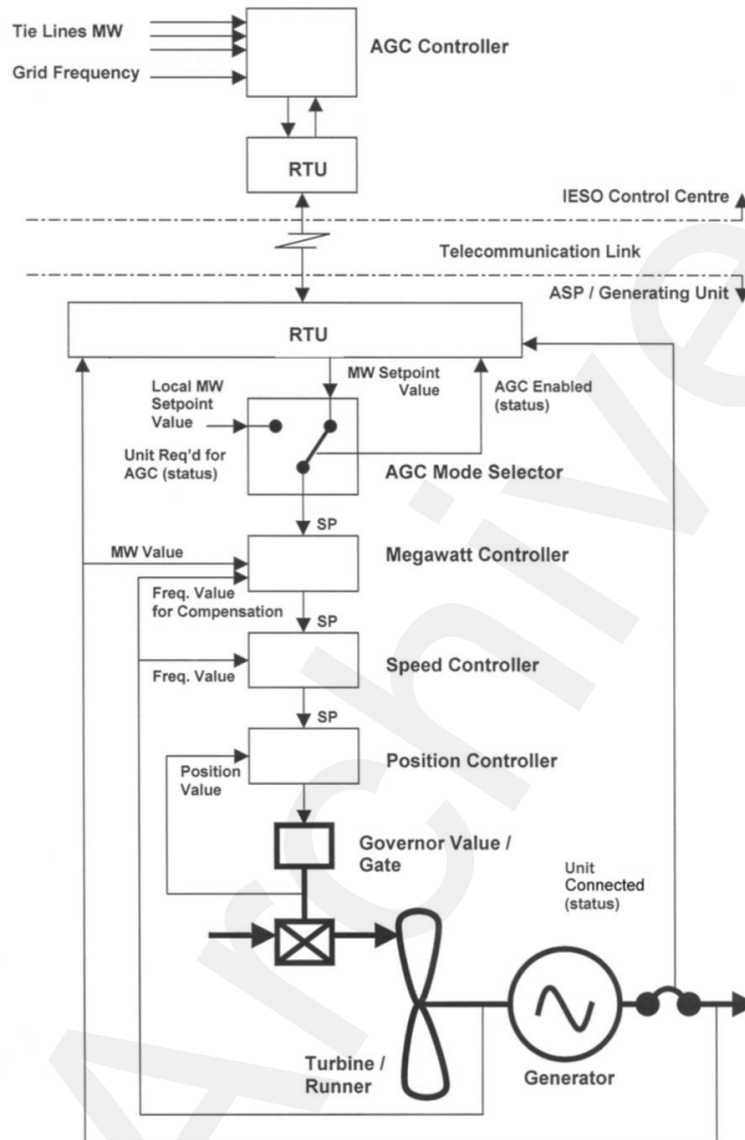 Tie Lines MW
Grid Frequency
AGC Controller
RTU
IESO Control Centre
Telecommunication Link
ASP / Generating Unit
RTU
MW Setpoint
Value
Local MW
Setpoint
Value
AGC Enabled
(status)
Unit Req'd for
AGC (status)
AGC Mode Selector
SP
MW Value
Megawatt Controller
Freq. Value
for Compensation
SP
Speed Controller
Freq. Value
SP
Position Controller
Position
Value
Governor Value /
Gate
Unit
Connected
(status)
Turbine /
Runner
Generator
Archive